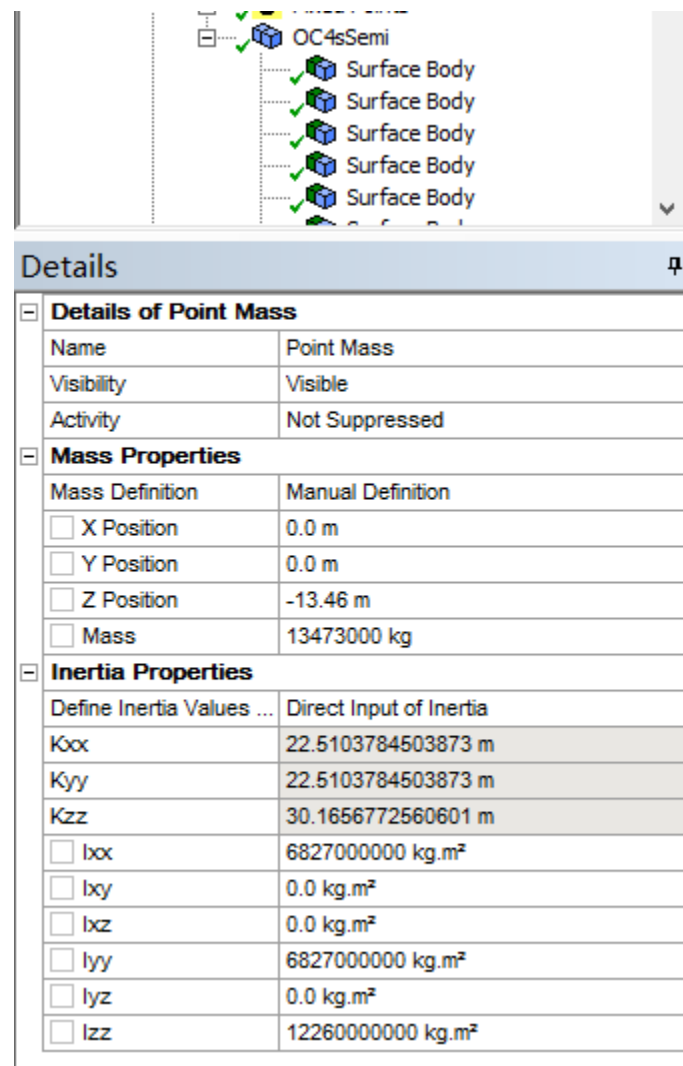 OC4sSemi
Surface Body
Surface Body
Surface Body
Surface Body
Surface Body
Details
Details of Point Mass
Name Point Mass
Visibility Visible
Activity Not Suppressed
Mass Properties
Mass Definition Manual Definition
X Position 0.0 m
Y Position 0.0 m
Z Position -13.46 m
Mass 13473000 kg
Inertia Properties
Define Inertia Values ... Direct Input of Inertia
Kxx 22.5103784503873 m
Kyy 22.5103784503873 m
Kzz 30.1656772560601 m
Ixx 6827000000 kg.m²
Ixy 0.0 kg.m²
Ixz 0.0 kg.m²
Iyy 6827000000 kg.m²
Iyz 0.0 kg.m²
Izz 12260000000 kg.m²